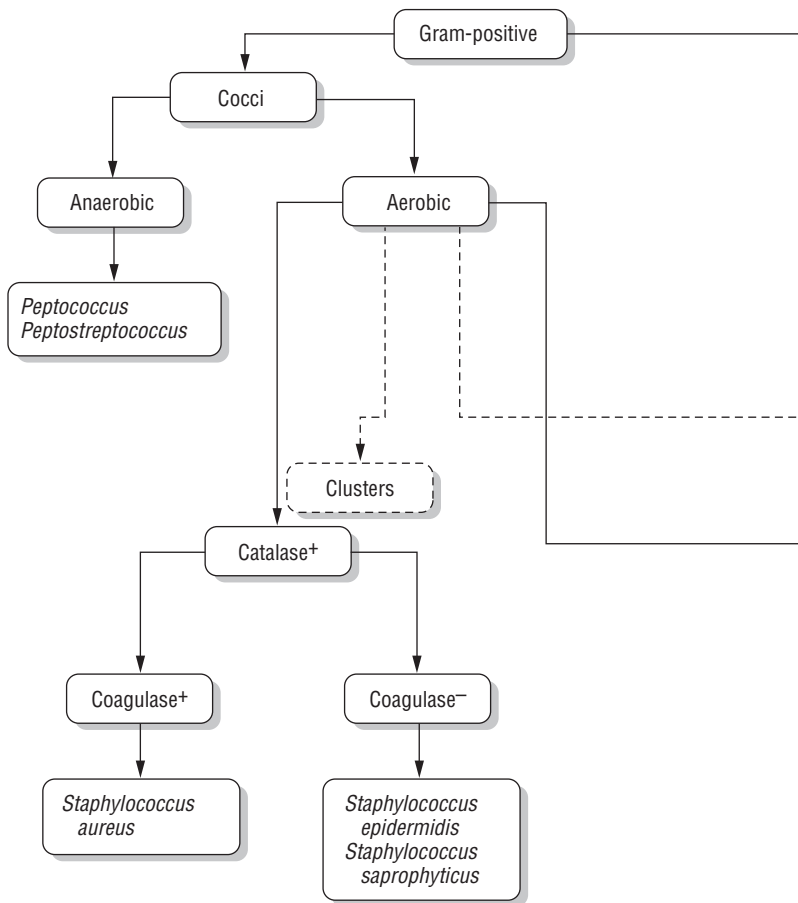 Gram-positive
Cocci
Anaerobic
Aerobic
Peptococcus
Peptostreptococcus
Clusters
Catalase+
Coagulase+
Coagulase–
Staphylococcus
aureus
Staphylococcus
epidermidis
Staphylococcus
saprophyticus